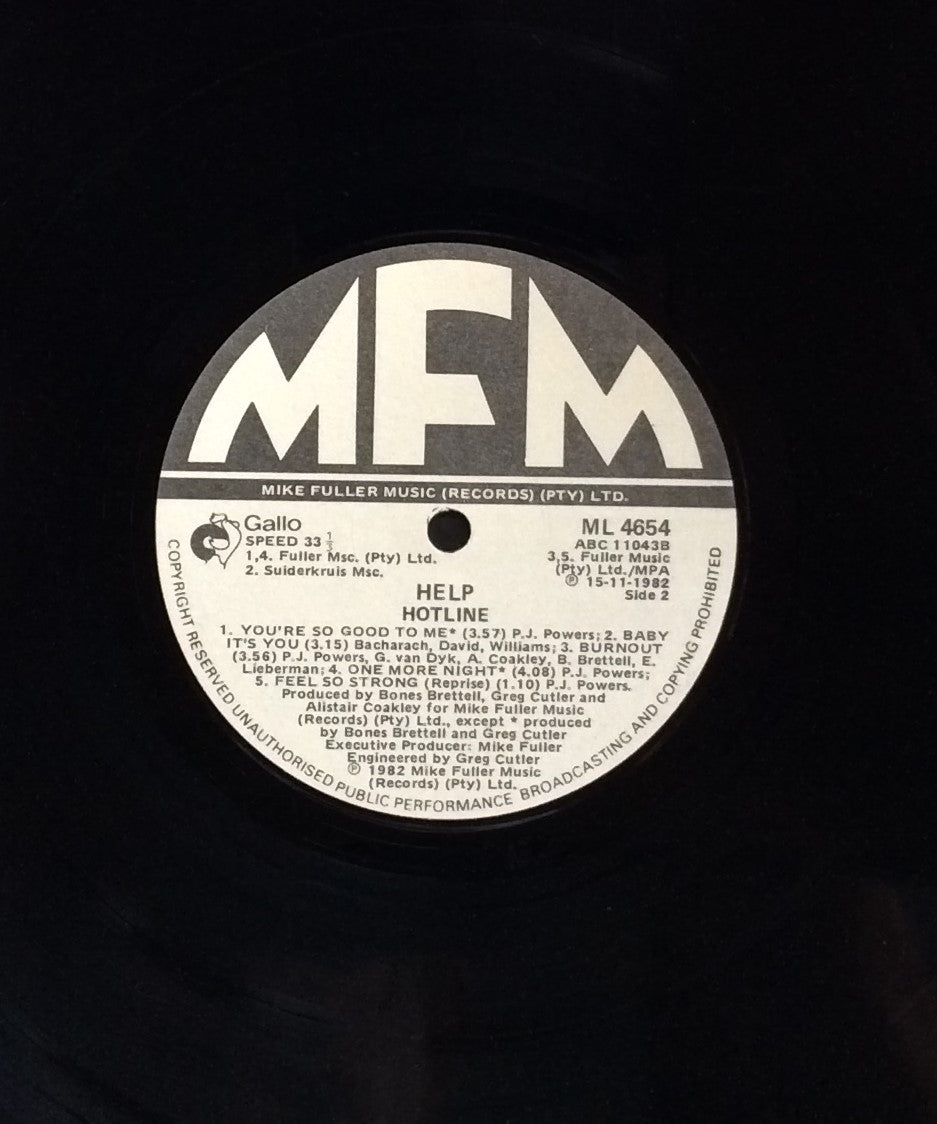 MFM
MIKE FULLER MUSIC (RECORDS) (PTY) LTD.
Gallo
SPEED 33 1/3
1,4. Fuller Msc. (Pty) Ltd.
2. Suiderkruis Msc.
ML 4654
ABC 11043B
3,5. Fuller Music
(Pty) Ltd./MPA
℗ 15-11-1982
Side 2
HELP
HOTLINE
1. YOU'RE SO GOOD TO ME* (3.57) P.J. Powers; 2. BABY
IT'S YOU (3.15) Bacharach, David, Williams; 3. BURNOUT
(3.56) P.J. Powers, G. van Dyk, A. Coakley, B. Brettell, E.
Lieberman; 4. ONE MORE NIGHT* (4.08) P.J. Powers;
5. FEEL SO STRONG (Reprise) (1.10) P.J. Powers.
Produced by Bones Brettell, Greg Cutler and
Alistair Coakley for Mike Fuller Music
(Records) (Pty) Ltd., except * produced
by Bones Brettell and Greg Cutler
Executive Producer: Mike Fuller
Engineered by Greg Cutler
℗ 1982 Mike Fuller Music
(Records) (Pty) Ltd.
COPYRIGHT RESERVED UNAUTHORISED PUBLIC PERFORMANCE BROADCASTING AND COPYING PROHIBITED